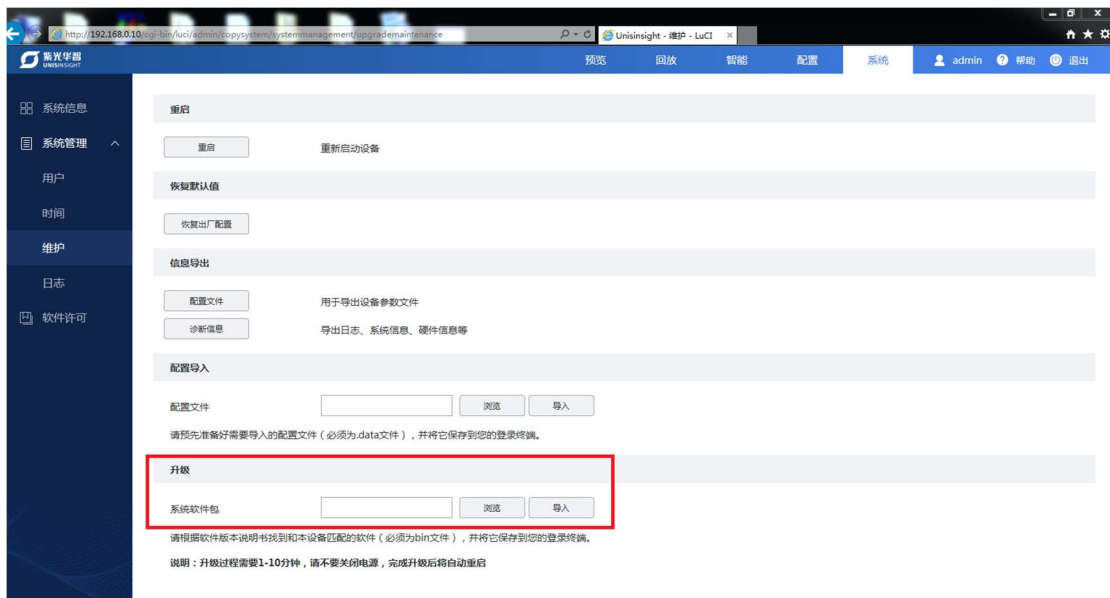 http://192.168.0.10/cgi-bin/luci/admin/copysystem/systemmanagement/upgrademaintenance
Unisinsight - 维护 - LuCI
紫光华智
UNISINSIGHT
预览 回放 智能 配置 系统 admin 帮助 退出
系统信息
系统管理
用户
时间
维护
日志
软件许可
重启
重启 重新启动设备
恢复默认值
恢复出厂配置
信息导出
配置文件 用于导出设备参数文件
诊断信息 导出日志、系统信息、硬件信息等
配置导入
配置文件 浏览 导入
请预先准备好需要导入的配置文件(必须为.data文件),并将它保存到您的登录终端。
升级
系统软件包 浏览 导入
请根据软件版本说明书找到和本设备匹配的软件(必须为bin文件),并将它保存到您的登录终端。
说明:升级过程需要1-10分钟,请不要关闭电源,完成升级后将自动重启